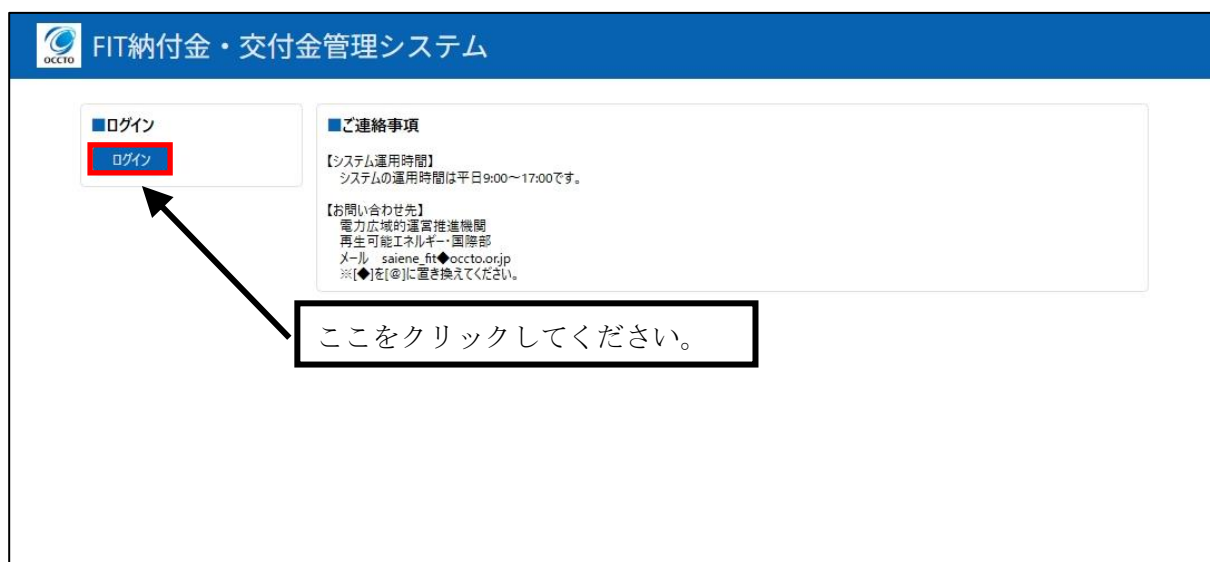 OCCTO
FIT納付金・交付金管理システム
■ログイン
ログイン
■ご連絡事項
【システム運用時間】
システムの運用時間は平日9:00～17:00です。
【お問い合わせ先】
電力広域的運営推進機関
再生可能エネルギー・国際部
メール saiene_fit◆occto.or.jp
※[◆]を[@]に置き換えてください。
ここをクリックしてください。